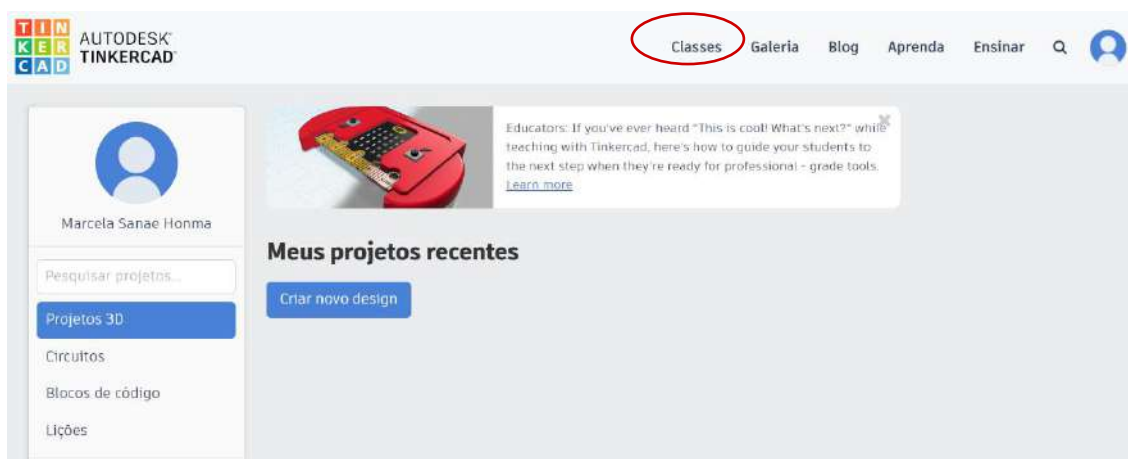 TIN
KER
CAD
AUTODESK®
TINKERCAD®
Classes Galeria Blog Aprenda Ensinar
Marcela Sanae Honma
Pesquisar projetos...
Projetos 3D
Circuitos
Blocos de código
Lições
Educators: If you've ever heard "This is cool! What's next?" while
teaching with Tinkercad, here's how to guide your students to
the next step when they're ready for professional - grade tools.
Learn more
Meus projetos recentes
Criar novo design